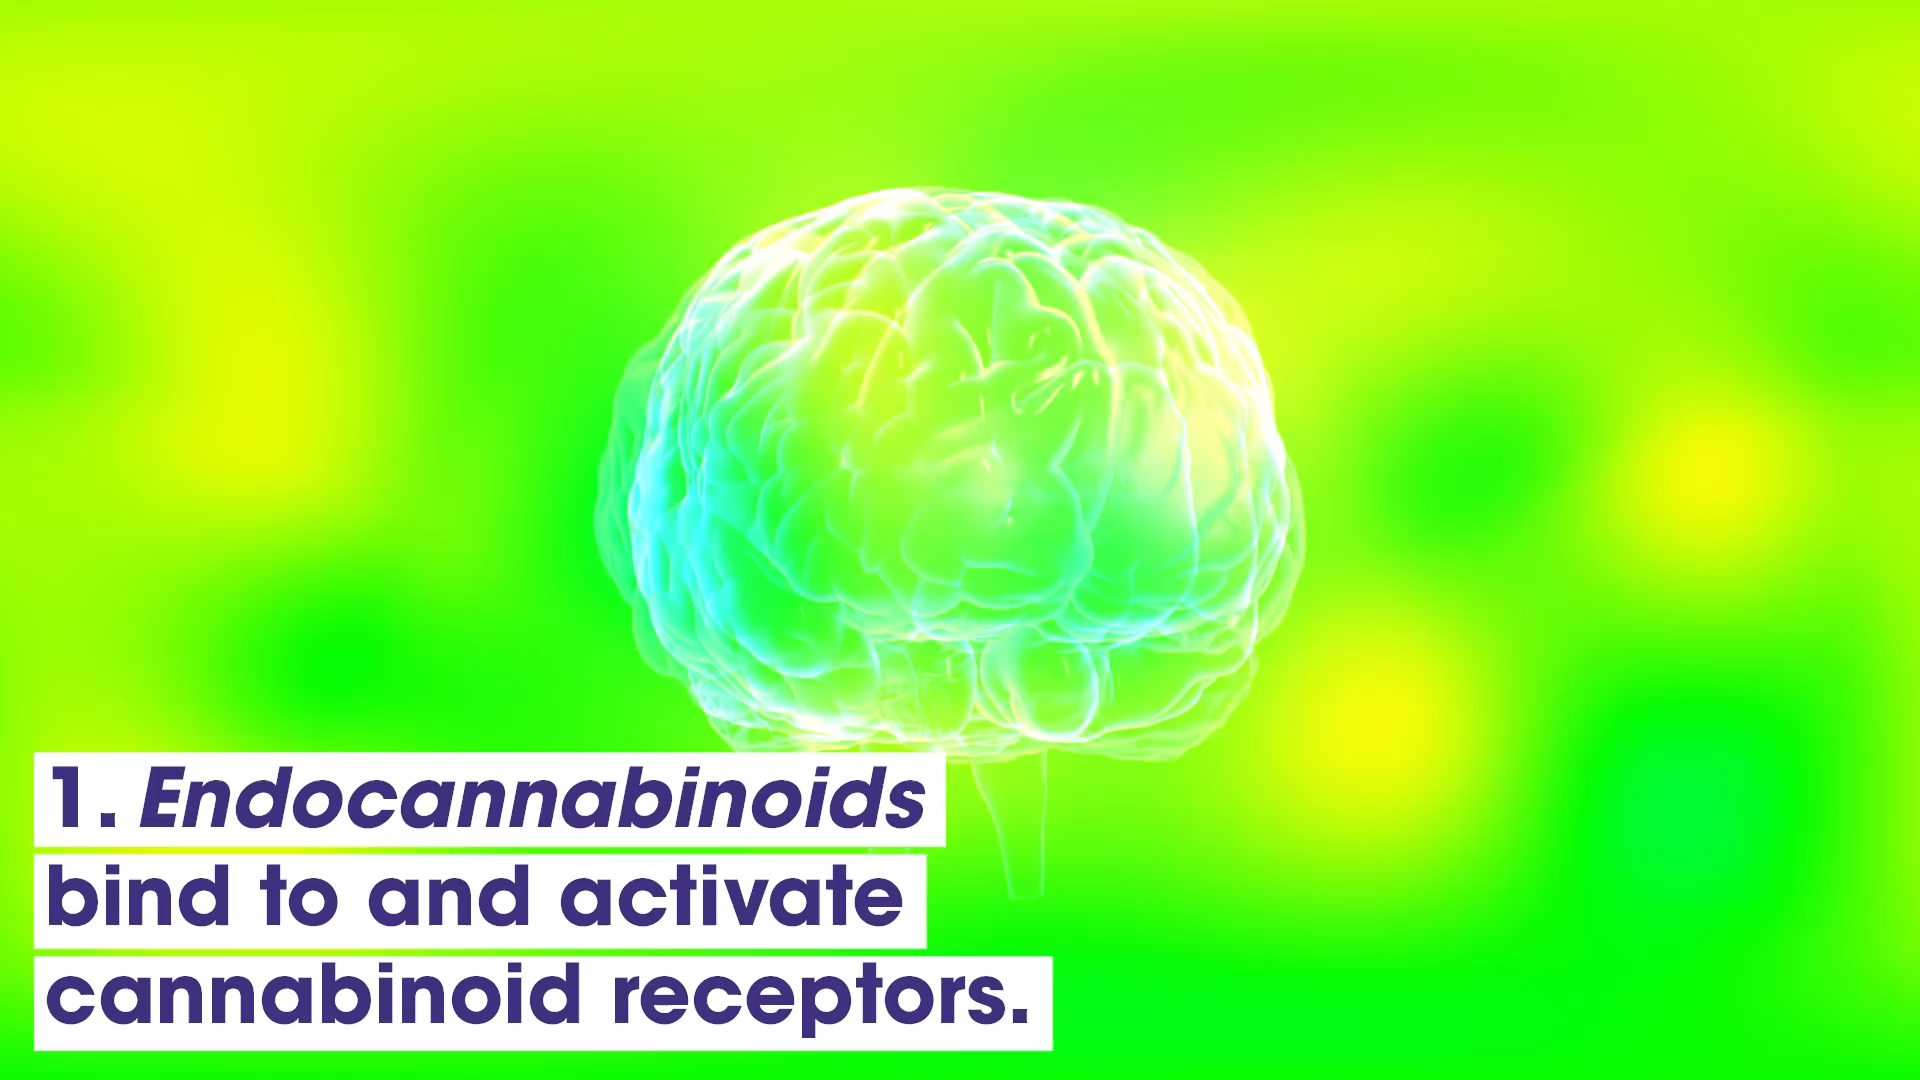 1. Endocannabinoids
bind to and activate
cannabinoid receptors.